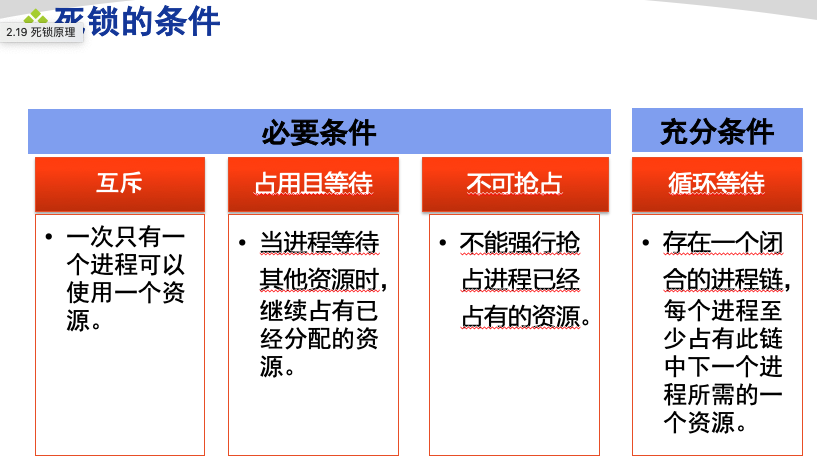 死锁的条件
2.19 死锁原理
必要条件
充分条件
互斥
占用且等待
不可抢占
循环等待
• 一次只有一
个进程可以
使用一个资
源。
• 当进程等待
其他资源时，
继续占有已
经分配的资
源。
• 不能强行抢
占进程已经
占有的资源。
• 存在一个闭
合的进程链，
每个进程至
少占有此链
中下一个进
程所需的一
个资源。